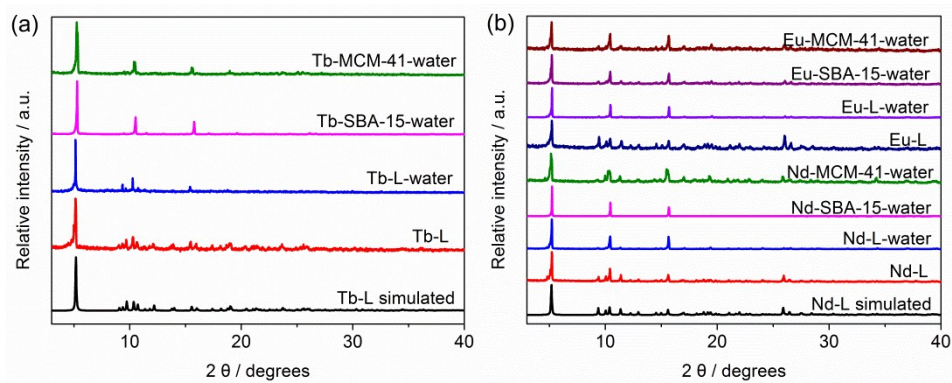 (a)
Relative intensity / a.u.
Tb-MCM-41-water
Tb-SBA-15-water
Tb-L-water
Tb-L
Tb-L simulated
10 20 30 40
2 θ / degrees
(b)
Relative intensity / a.u.
Eu-MCM-41-water
Eu-SBA-15-water
Eu-L-water
Eu-L
Nd-MCM-41-water
Nd-SBA-15-water
Nd-L-water
Nd-L
Nd-L simulated
10 20 30 40
2 θ / degrees